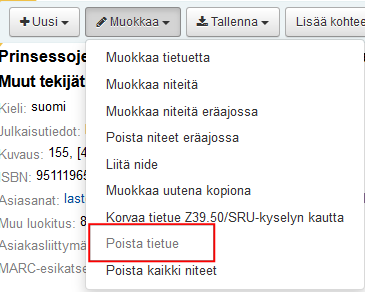 + Uusi Muokkaa Tallenna Lisää kohtee
Prinsessoje
Muut tekijät
Kieli: suomi
Julkaisutiedot:
Kuvaus: 155, [4
ISBN: 95111965
Asiasanat: last
Muu luokitus: 8
Asiakasliittymä
MARC-esikatse
Muokkaa tietuetta
Muokkaa niteitä
Muokkaa niteitä eräajossa
Poista niteet eräajossa
Liitä nide
Muokkaa uutena kopiona
Korvaa tietue Z39.50/SRU-kyselyn kautta
Poista tietue
Poista kaikki niteet